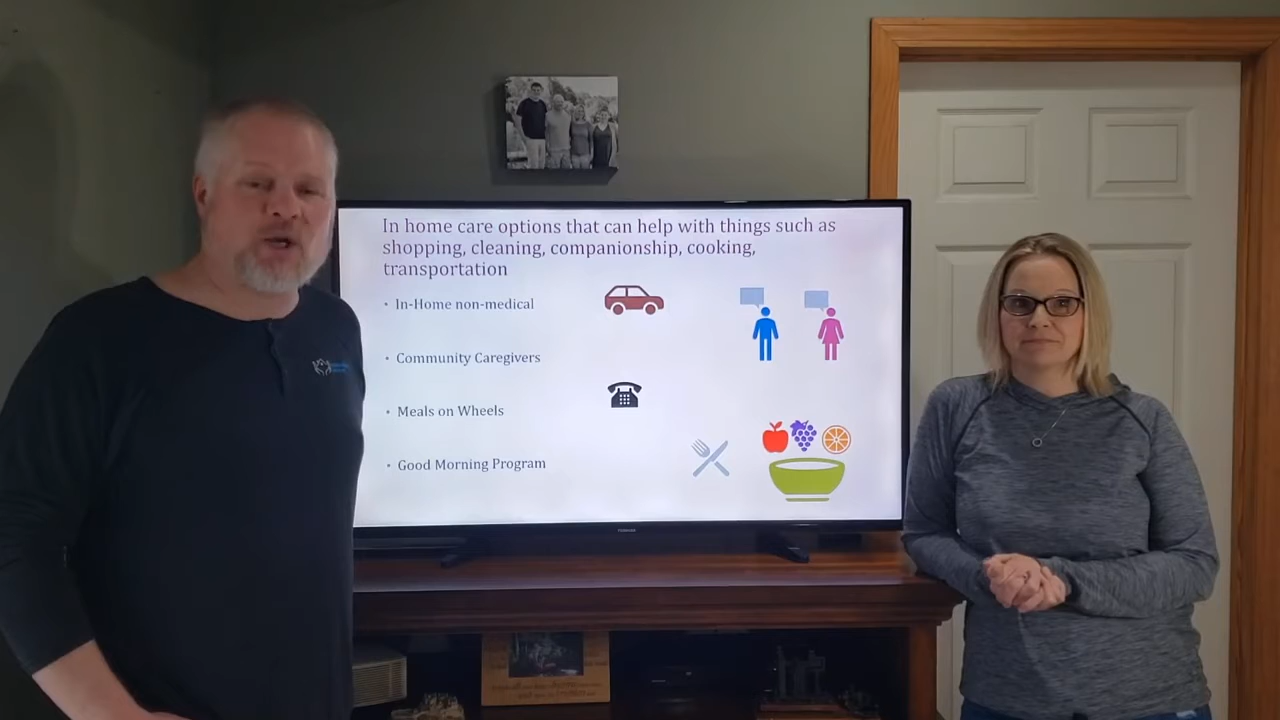 In home care options that can help with things such as
shopping, cleaning, companionship, cooking,
transportation
• In-Home non-medical
• Community Caregivers
• Meals on Wheels
• Good Morning Program